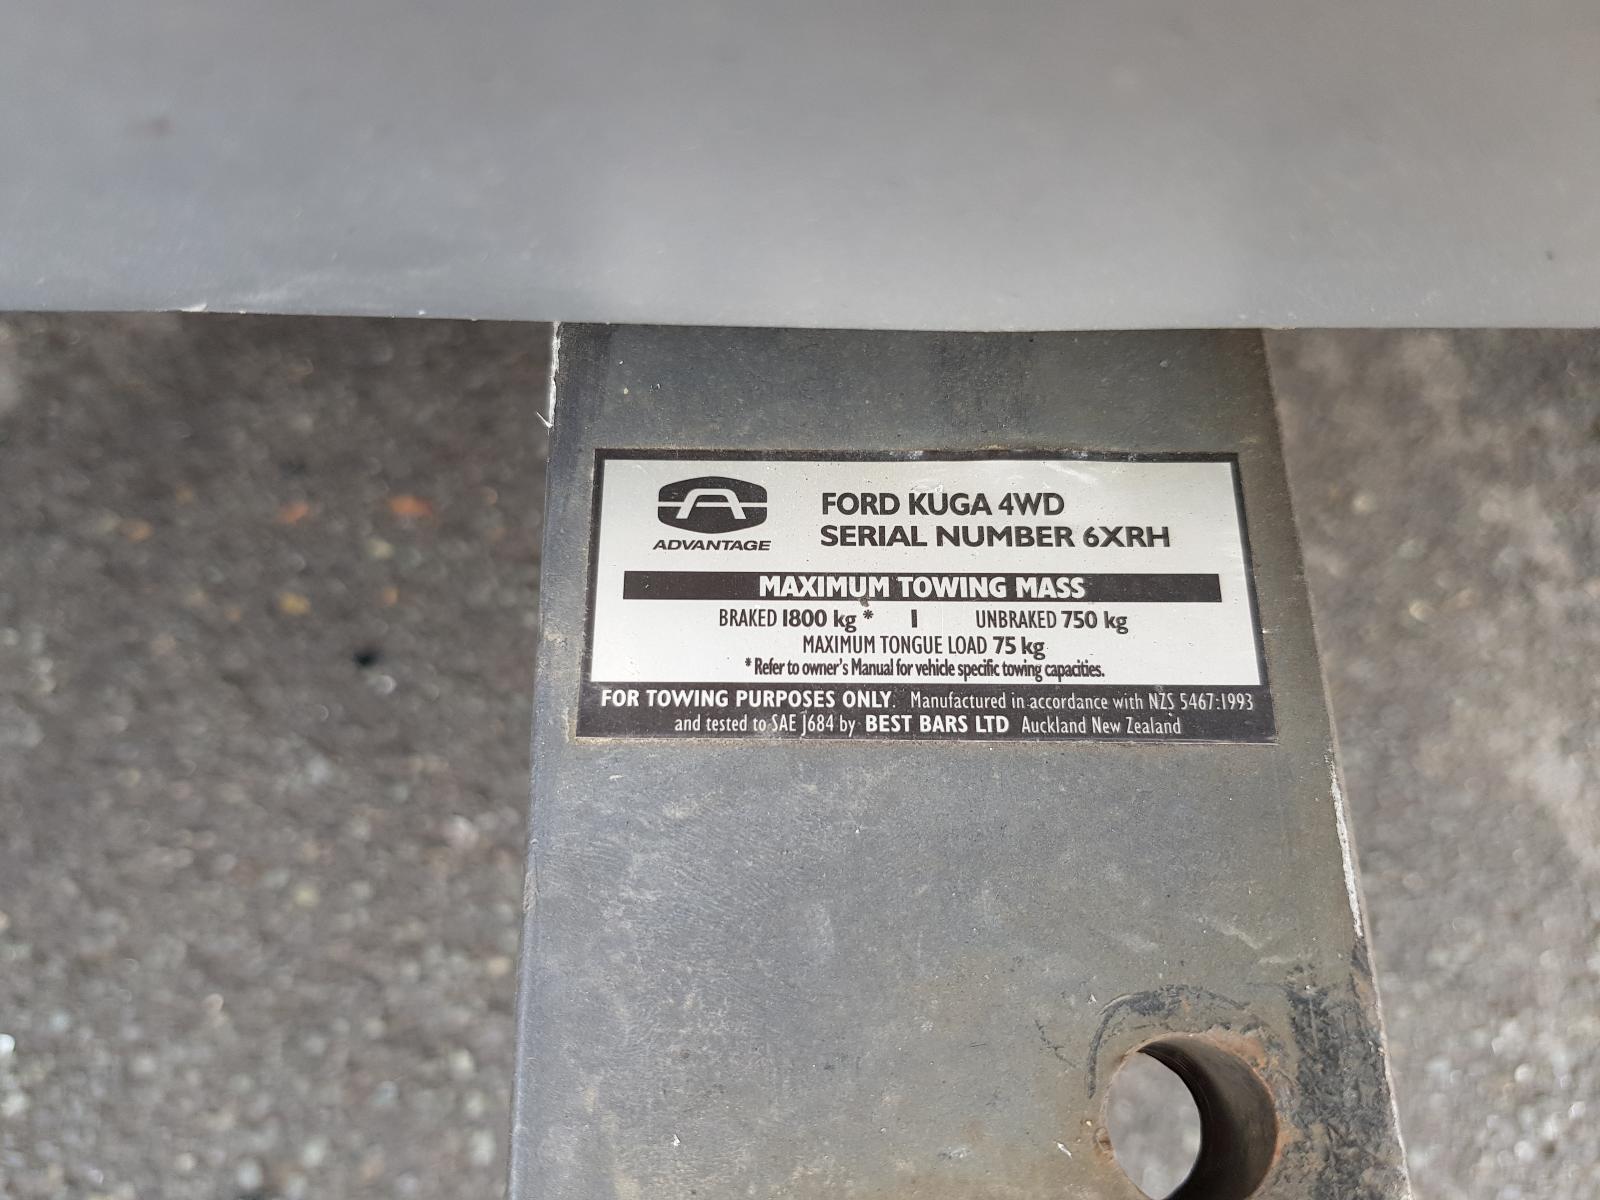 ADVANTAGE
FORD KUGA 4WD
SERIAL NUMBER 6XRH
MAXIMUM TOWING MASS
BRAKED 1800 kg * | UNBRAKED 750 kg
MAXIMUM TONGUE LOAD 75 kg
* Refer to owner's Manual for vehicle specific towing capacities.
FOR TOWING PURPOSES ONLY. Manufactured in accordance with NZS 5467:1993
and tested to SAE J684 by BEST BARS LTD Auckland New Zealand